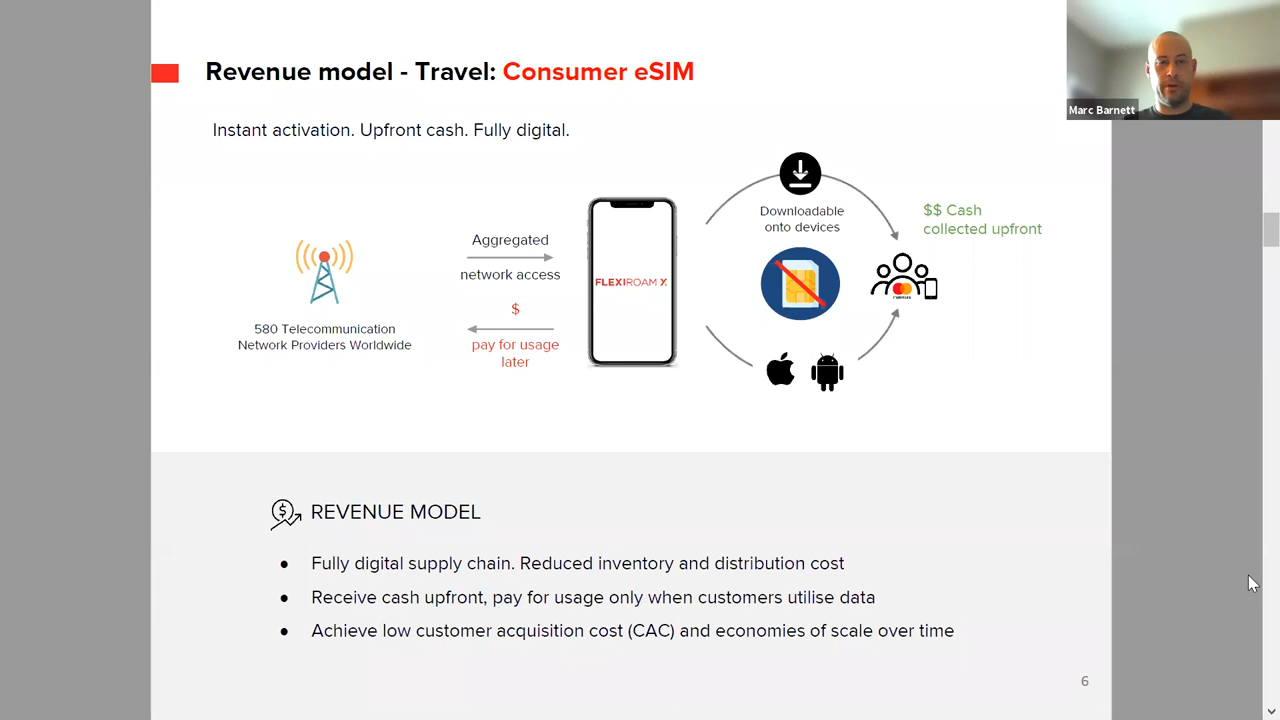 Revenue model - Travel: Consumer eSIM
Marc Barnett
Instant activation. Upfront cash. Fully digital.
Downloadable
onto devices
$$ Cash
collected upfront
Aggregated
network access
$
pay for usage
later
FLEXIROAM X
580 Telecommunication
Network Providers Worldwide
$
REVENUE MODEL
● Fully digital supply chain. Reduced inventory and distribution cost
● Receive cash upfront, pay for usage only when customers utilise data
● Achieve low customer acquisition cost (CAC) and economies of scale over time
6